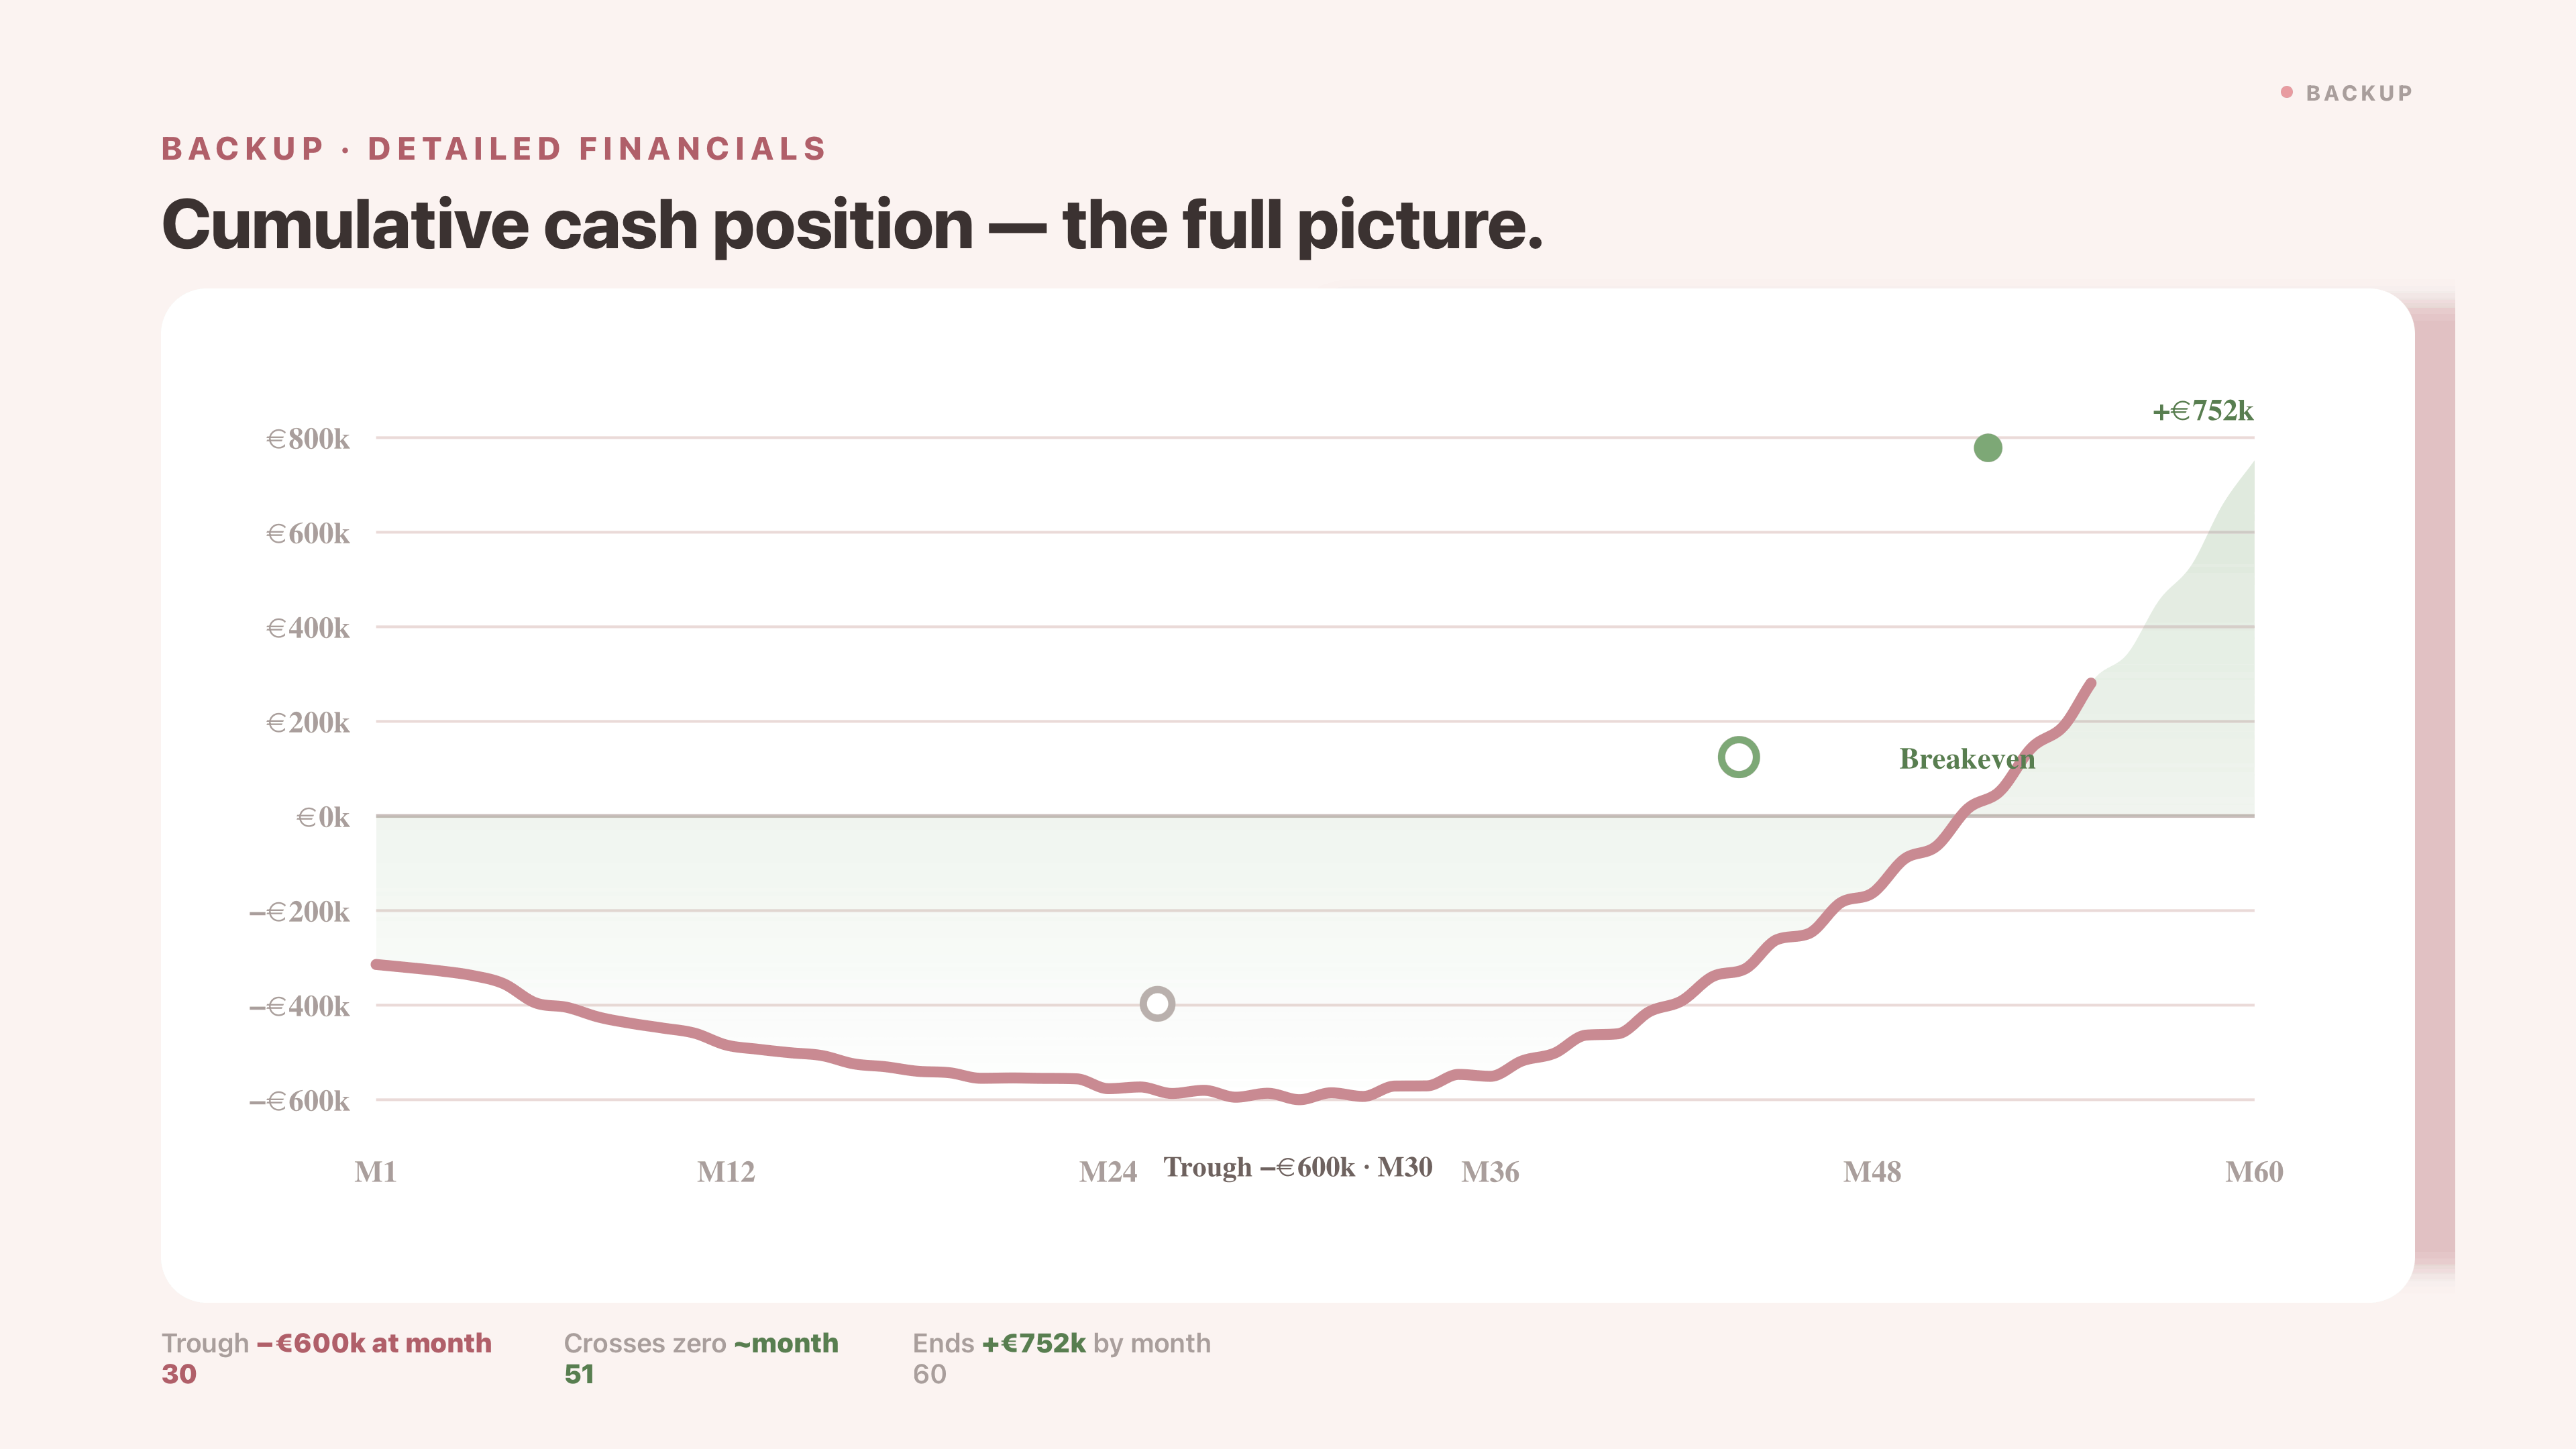 BACKUP
BACKUP · DETAILED FINANCIALS
Cumulative cash position — the full picture.
+€752k
€800k
€600k
€400k
€200k
Breakeven
€0k
–€200k
–€400k
–€600k
M1
M12
M24
Trough –€600k · M30
M36
M48
M60
Trough –€600k at month
30
Crosses zero ~month
51
Ends +€752k by month
60